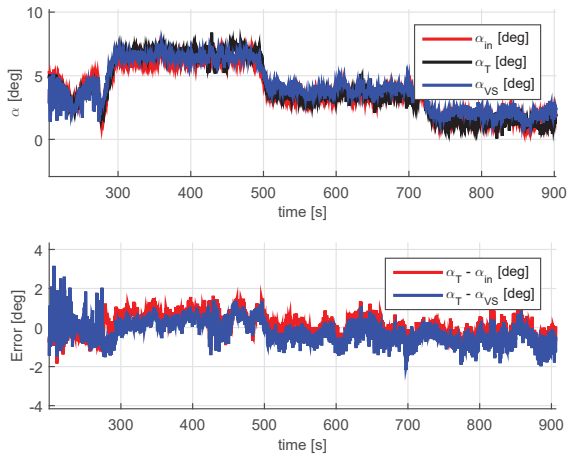 10
5
0
α [deg]
α_in [deg]
α_T [deg]
α_VS [deg]
300 400 500 600 700 800 900
time [s]
4
2
0
-2
-4
Error [deg]
α_T - α_in [deg]
α_T - α_VS [deg]
300 400 500 600 700 800 900
time [s]